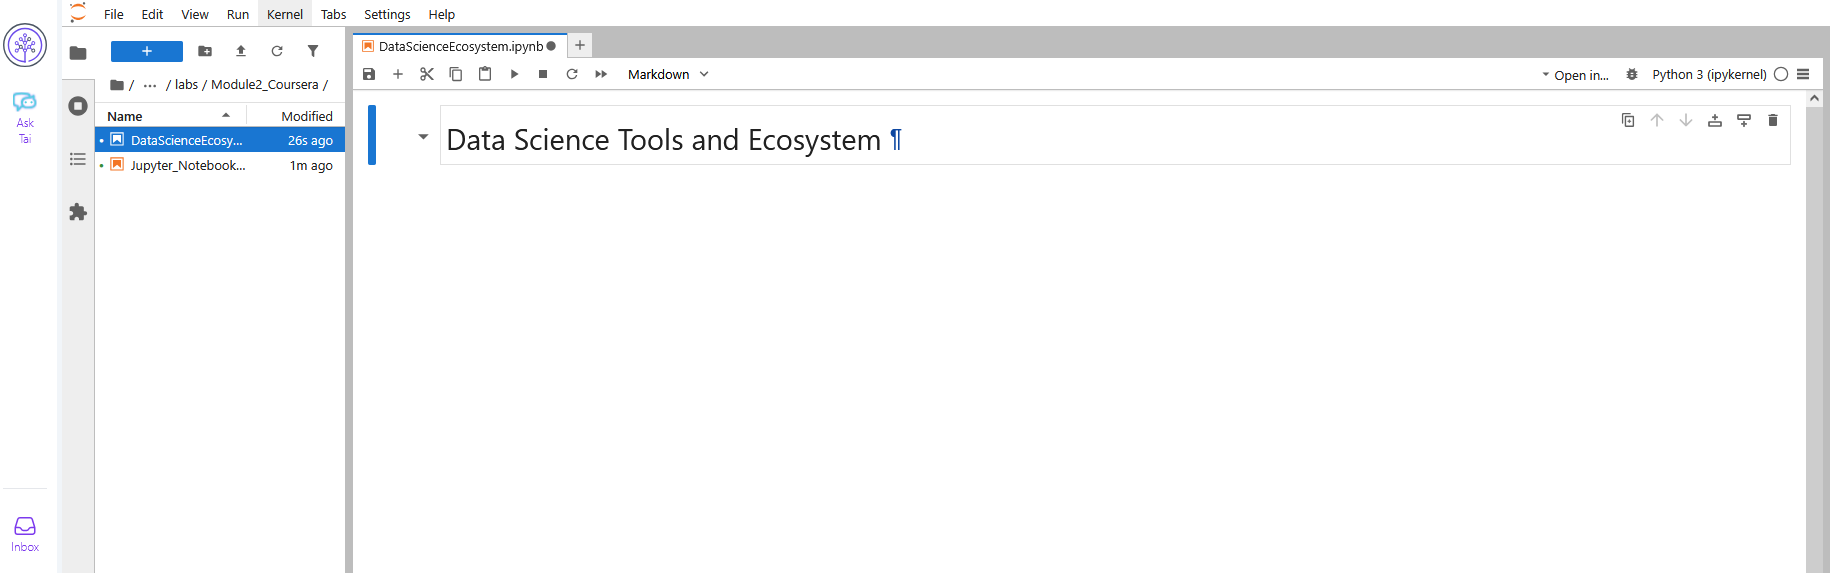 File Edit View Run Kernel Tabs Settings Help
Ask
Tai
Inbox
/ ... / labs / Module2_Coursera /
Name Modified
DataScienceEcosy... 26s ago
Jupyter_Notebook... 1m ago
DataScienceEcosystem.ipynb
Markdown
Open in...
Python 3 (ipykernel)
Data Science Tools and Ecosystem ¶